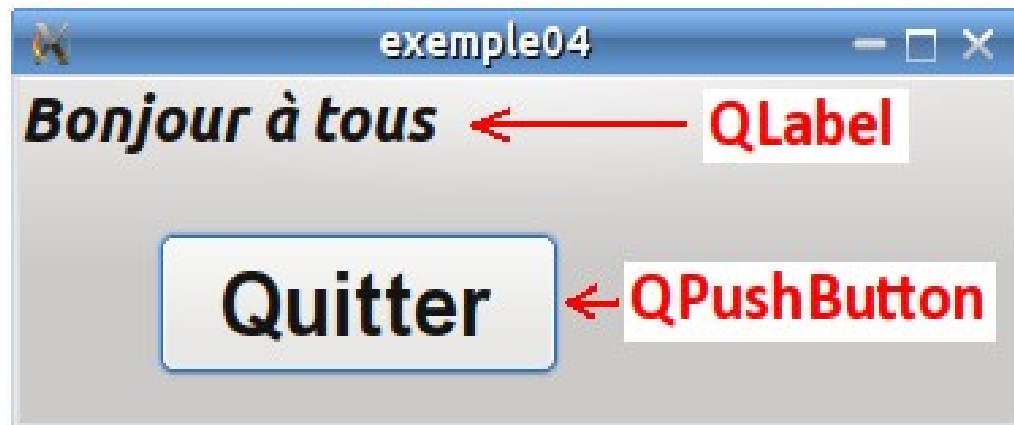 exemple04
Bonjour à tous
QLabel
Quitter
QPushButton